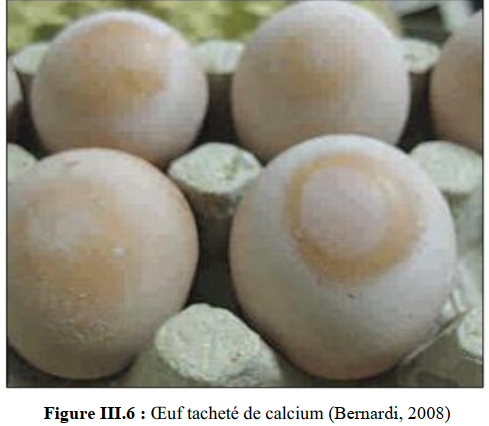 Figure III.6 : Œuf tacheté de calcium (Bernardi, 2008)